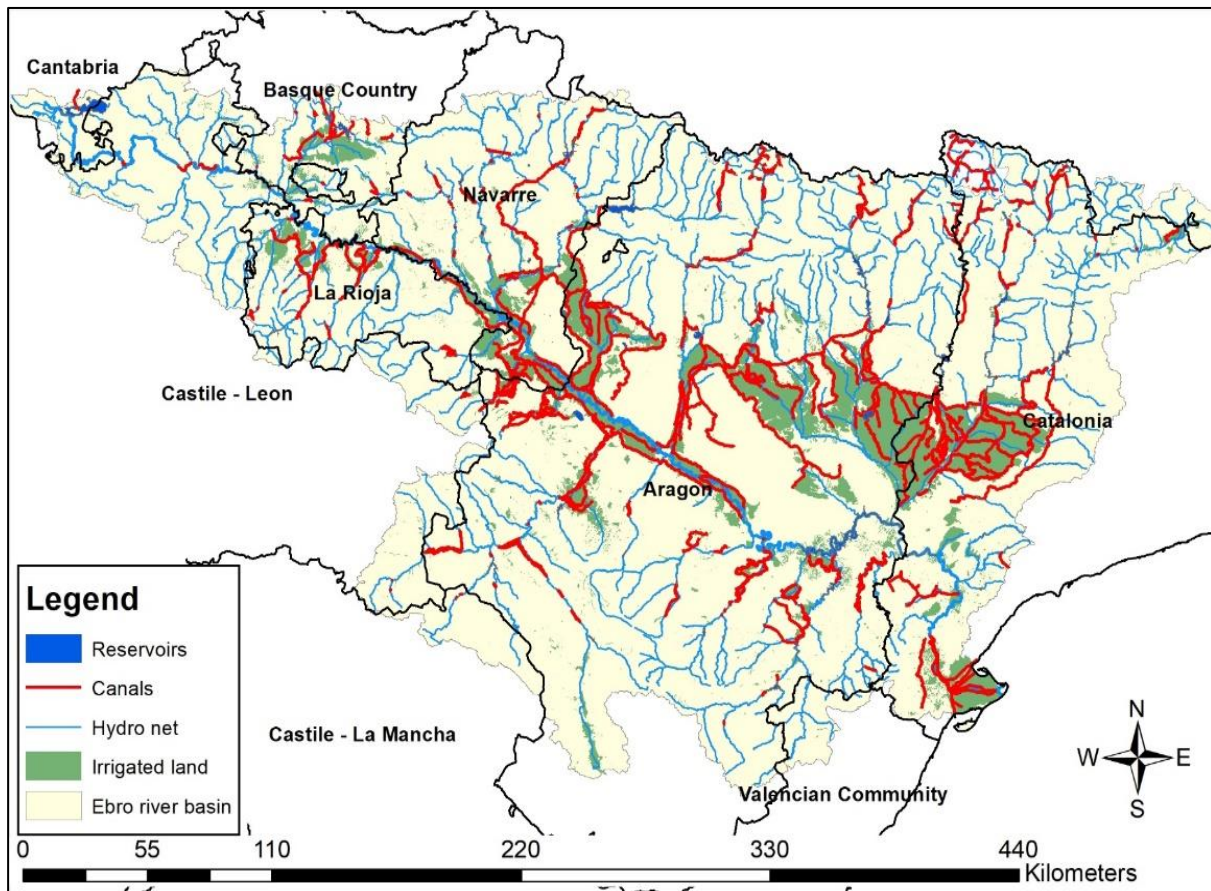 Cantabria
Basque Country
Navarre
La Rioja
Castile - Leon
Catalonia
Aragon
Castile - La Mancha
Valencian Community
N
W E
S
Legend
Reservoirs
Canals
Hydro net
Irrigated land
Ebro river basin
0 55 110 220 330 440
Kilometers